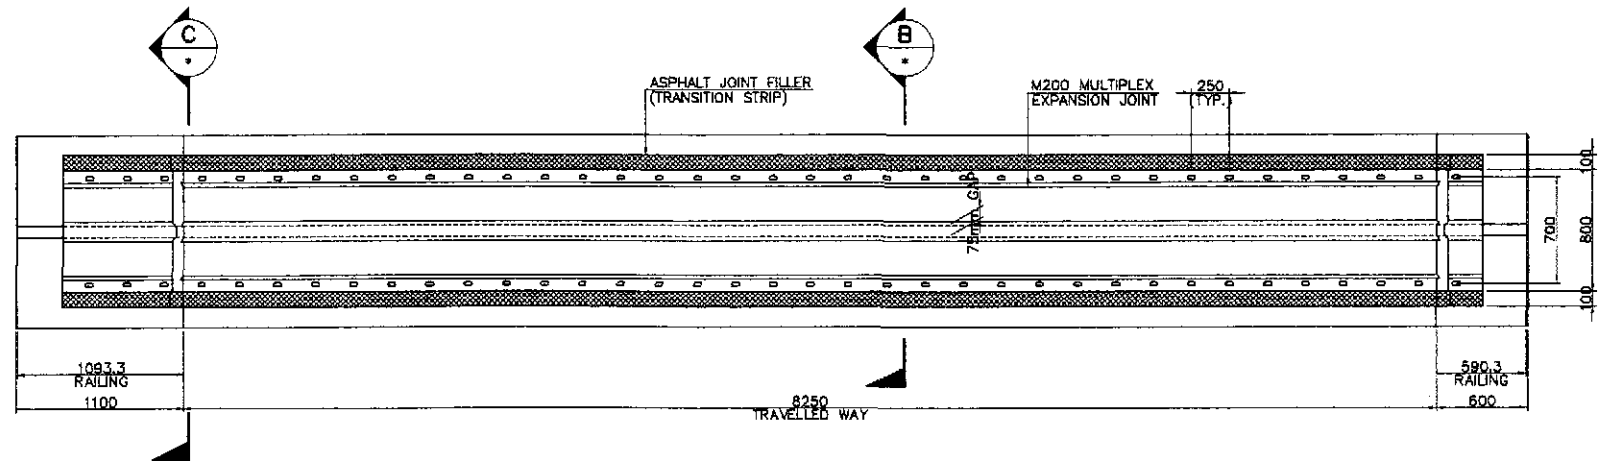 C
*
B
*
ASPHALT JOINT FILLER
(TRANSITION STRIP)
M200 MULTIPLEX
EXPANSION JOINT
250
(TYP.)
75mm GAP
100
700
800
100
1093.3
RAILING
1100
8250
TRAVELLED WAY
590.3
RAILING
600